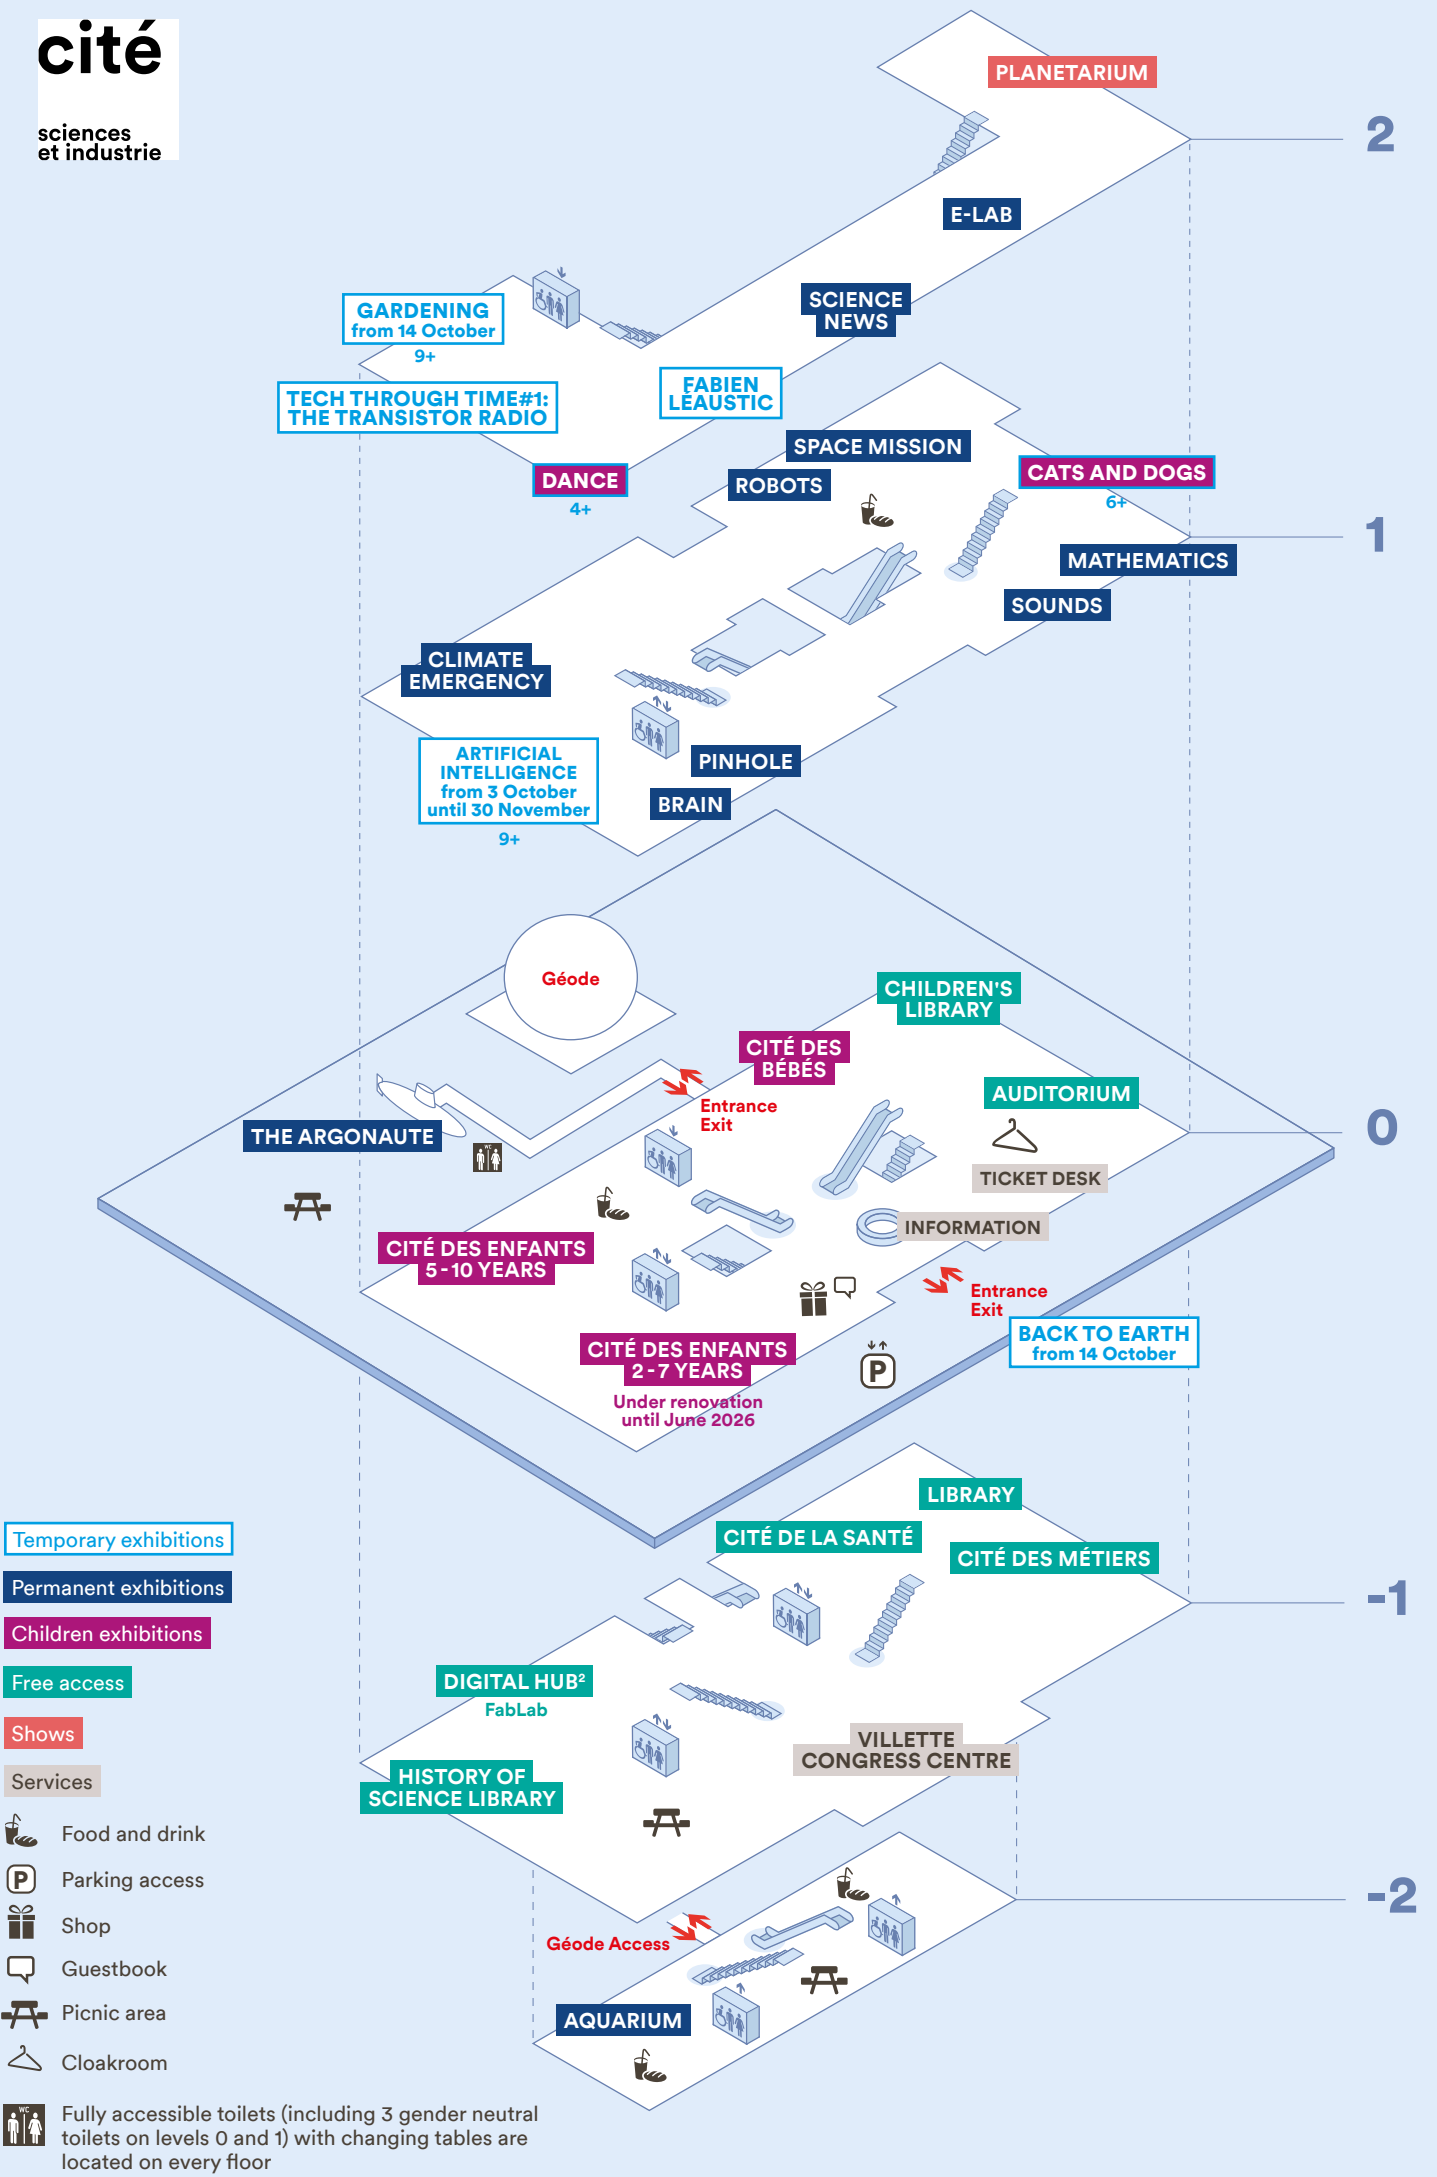 cité
sciences
et industrie
PLANETARIUM
2
E-LAB
SCIENCE
NEWS
GARDENING
from 14 October
9+
TECH THROUGH TIME#1:
THE TRANSISTOR RADIO
FABIEN
LÉAUSTIC
DANCE
4+
SPACE MISSION
ROBOTS
CATS AND DOGS
6+
1
MATHEMATICS
SOUNDS
CLIMATE
EMERGENCY
ARTIFICIAL
INTELLIGENCE
from 3 October
until 30 November
9+
PINHOLE
BRAIN
Géode
CHILDREN'S
LIBRARY
CITÉ DES
BÉBÉS
AUDITORIUM
Entrance
Exit
0
THE ARGONAUTE
WC
TICKET DESK
INFORMATION
CITÉ DES ENFANTS
5-10 YEARS
Entrance
Exit
BACK TO EARTH
from 14 October
P
CITÉ DES ENFANTS
2-7 YEARS
Under renovation
until June 2026
LIBRARY
CITÉ DE LA SANTÉ
CITÉ DES MÉTIERS
-1
DIGITAL HUB²
FabLab
VILLETTE
CONGRESS CENTRE
HISTORY OF
SCIENCE LIBRARY
-2
Géode Access
AQUARIUM
Temporary exhibitions
Permanent exhibitions
Children exhibitions
Free access
Shows
Services
Food and drink
P
Parking access
Shop
Guestbook
Picnic area
Cloakroom
WC
Fully accessible toilets (including 3 gender neutral
toilets on levels 0 and 1) with changing tables are
located on every floor